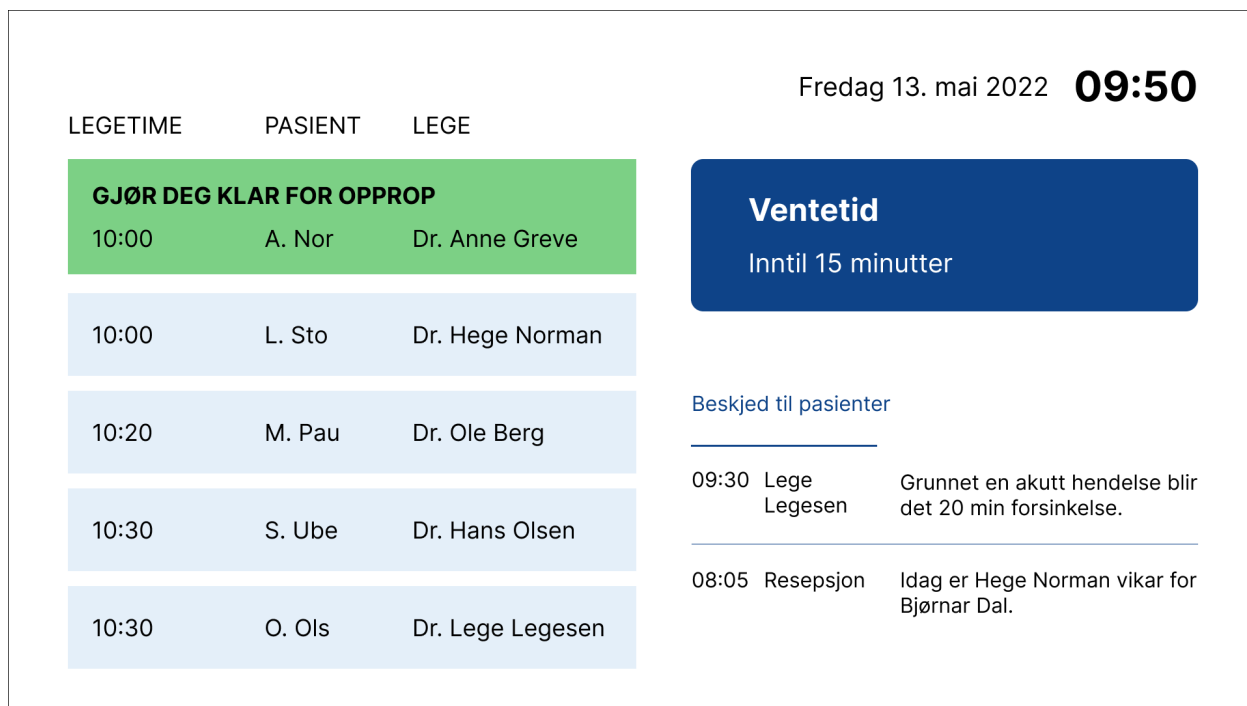 Fredag 13. mai 2022 09:50
LEGETIME PASIENT LEGE
GJØR DEG KLAR FOR OPPROP
10:00 A. Nor Dr. Anne Greve
10:00 L. Sto Dr. Hege Norman
10:20 M. Pau Dr. Ole Berg
10:30 S. Ube Dr. Hans Olsen
10:30 O. Ols Dr. Lege Legesen
Ventetid
Inntil 15 minutter
Beskjed til pasienter
09:30 Lege Grunnet en akutt hendelse blir
Legesen det 20 min forsinkelse.
08:05 Resepsjon Idag er Hege Norman vikar for
Bjørnar Dal.